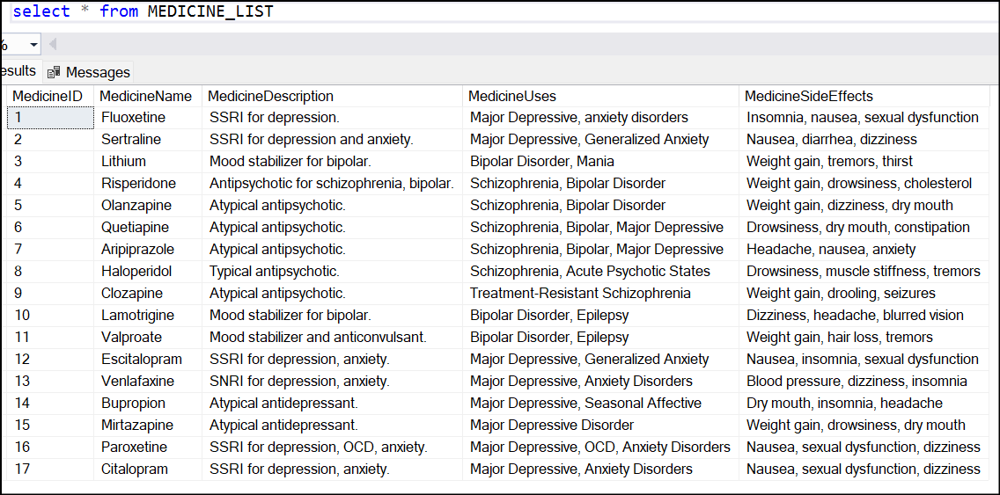 select * from MEDICINE_LIST
%
esults Messages
MedicineID MedicineName MedicineDescription MedicineUses MedicineSideEffects
1 Fluoxetine SSRI for depression. Major Depressive, anxiety disorders Insomnia, nausea, sexual dysfunction
2 Sertraline SSRI for depression and anxiety. Major Depressive, Generalized Anxiety Nausea, diarrhea, dizziness
3 Lithium Mood stabilizer for bipolar. Bipolar Disorder, Mania Weight gain, tremors, thirst
4 Risperidone Antipsychotic for schizophrenia, bipolar. Schizophrenia, Bipolar Disorder Weight gain, drowsiness, cholesterol
5 Olanzapine Atypical antipsychotic. Schizophrenia, Bipolar Disorder Weight gain, dizziness, dry mouth
6 Quetiapine Atypical antipsychotic. Schizophrenia, Bipolar, Major Depressive Drowsiness, dry mouth, constipation
7 Aripiprazole Atypical antipsychotic. Schizophrenia, Bipolar, Major Depressive Headache, nausea, anxiety
8 Haloperidol Typical antipsychotic. Schizophrenia, Acute Psychotic States Drowsiness, muscle stiffness, tremors
9 Clozapine Atypical antipsychotic. Treatment-Resistant Schizophrenia Weight gain, drooling, seizures
10 Lamotrigine Mood stabilizer for bipolar. Bipolar Disorder, Epilepsy Dizziness, headache, blurred vision
11 Valproate Mood stabilizer and anticonvulsant. Bipolar Disorder, Epilepsy Weight gain, hair loss, tremors
12 Escitalopram SSRI for depression, anxiety. Major Depressive, Generalized Anxiety Nausea, insomnia, sexual dysfunction
13 Venlafaxine SNRI for depression, anxiety. Major Depressive, Anxiety Disorders Blood pressure, dizziness, insomnia
14 Bupropion Atypical antidepressant. Major Depressive, Seasonal Affective Dry mouth, insomnia, headache
15 Mirtazapine Atypical antidepressant. Major Depressive Disorder Weight gain, drowsiness, dry mouth
16 Paroxetine SSRI for depression, OCD, anxiety. Major Depressive, OCD, Anxiety Disorders Nausea, sexual dysfunction, dizziness
17 Citalopram SSRI for depression, anxiety. Major Depressive, Anxiety Disorders Nausea, sexual dysfunction, dizziness